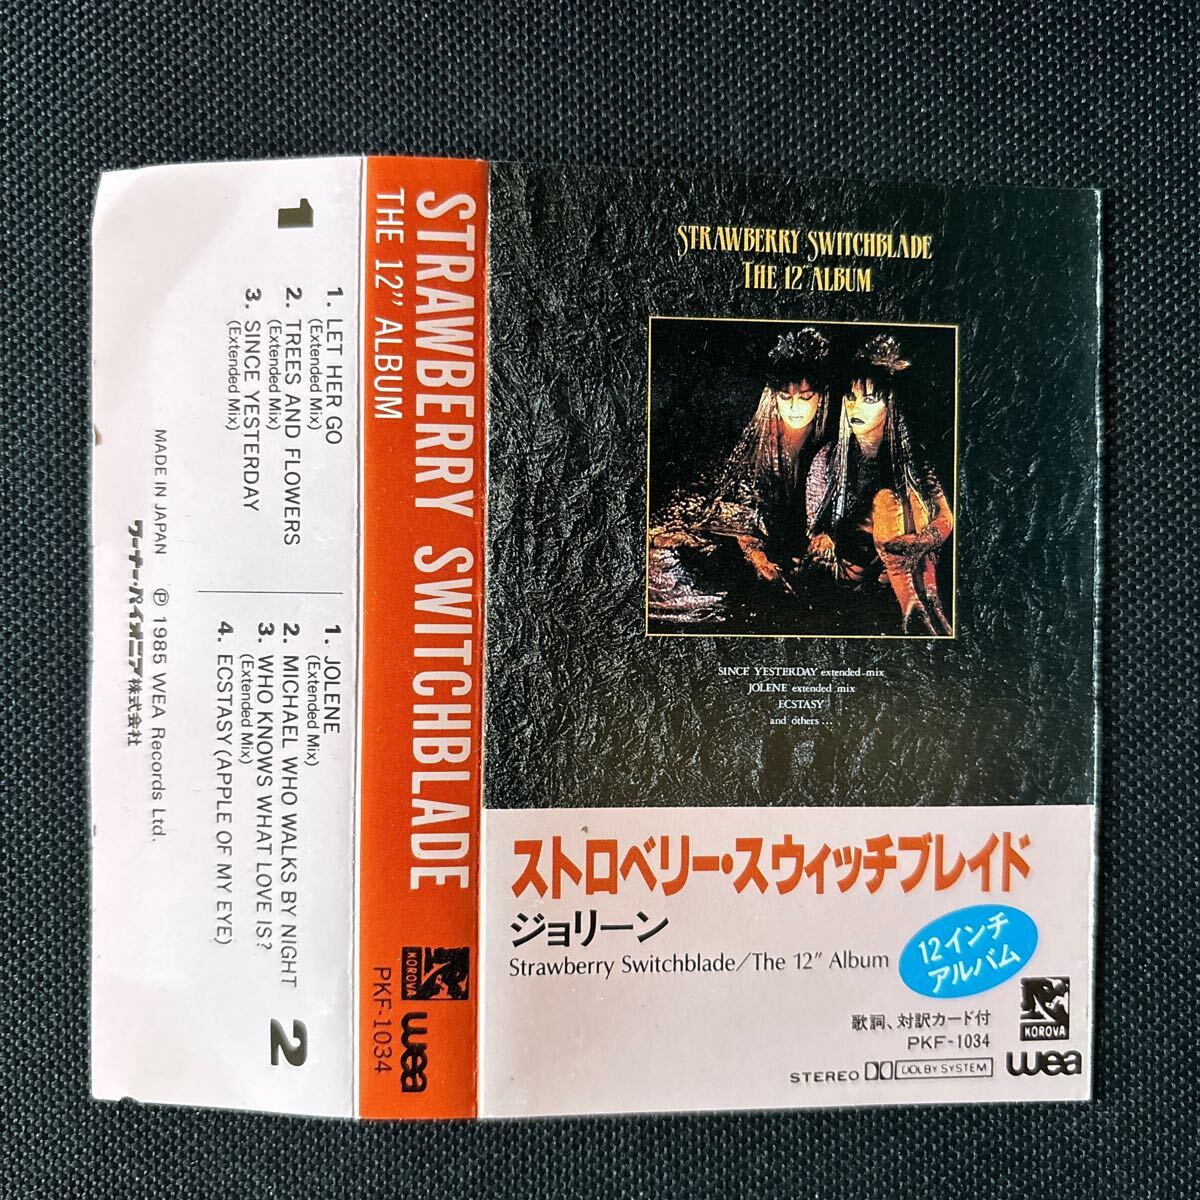 STRAWBERRY SWITCHBLADE
THE 12" ALBUM
SINCE YESTERDAY extended mix
JOLENE extended mix
ECSTASY
and others ...
ストロベリー・スウィッチブレイド
ジョリーン
Strawberry Switchblade/The 12" Album
12インチ
アルバム
歌詞、対訳カード付
PKF-1034
STEREO DOLBY SYSTEM
KOROVA
wea
STRAWBERRY SWITCHBLADE
THE 12" ALBUM
KOROVA
wea
PKF-1034
1
1. LET HER GO
(Extended Mix)
2. TREES AND FLOWERS
(Extended Mix)
3. SINCE YESTERDAY
(Extended Mix)
2
1. JOLENE
(Extended Mix)
2. MICHAEL WHO WALKS BY NIGHT
3. WHO KNOWS WHAT LOVE IS?
(Extended Mix)
4. ECSTASY (APPLE OF MY EYE)
MADE IN JAPAN ℗ 1985 WEA Records Ltd.
ワーナー・パイオニア株式会社